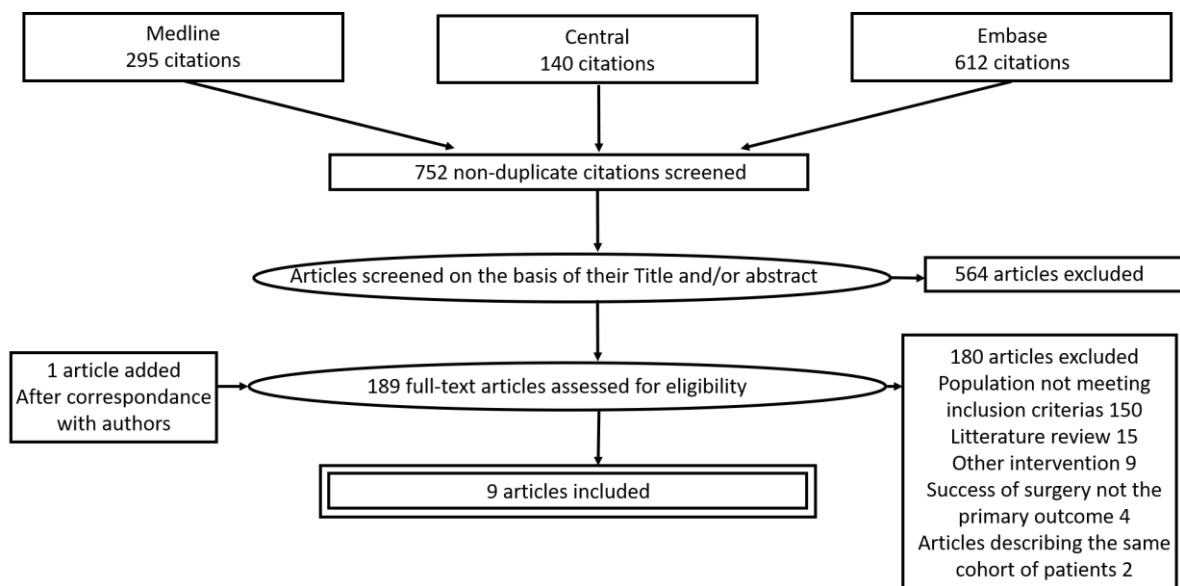 Medline
295 citations
Central
140 citations
Embase
612 citations
752 non-duplicate citations screened
Articles screened on the basis of their Title and/or abstract
564 articles excluded
1 article added
After correspondance
with authors
189 full-text articles assessed for eligibility
180 articles excluded
Population not meeting
inclusion criterias 150
Litterature review 15
Other intervention 9
Success of surgery not the
primary outcome 4
Articles describing the same
cohort of patients 2
9 articles included